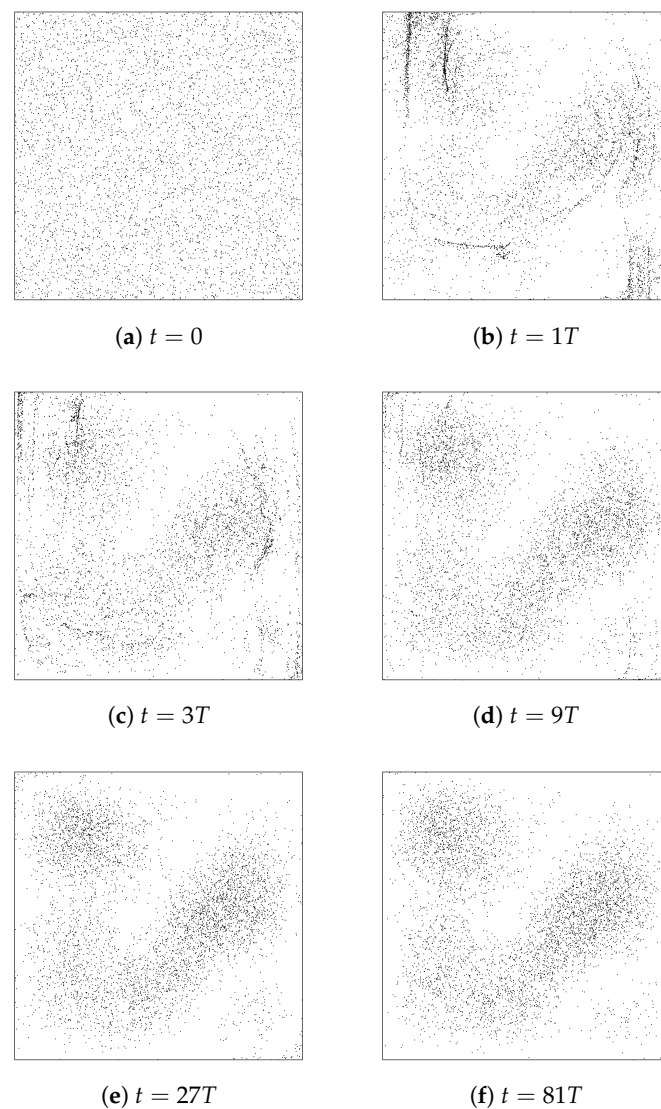 (a) t = 0
(b) t = 1T
(c) t = 3T
(d) t = 9T
(e) t = 27T
(f) t = 81T